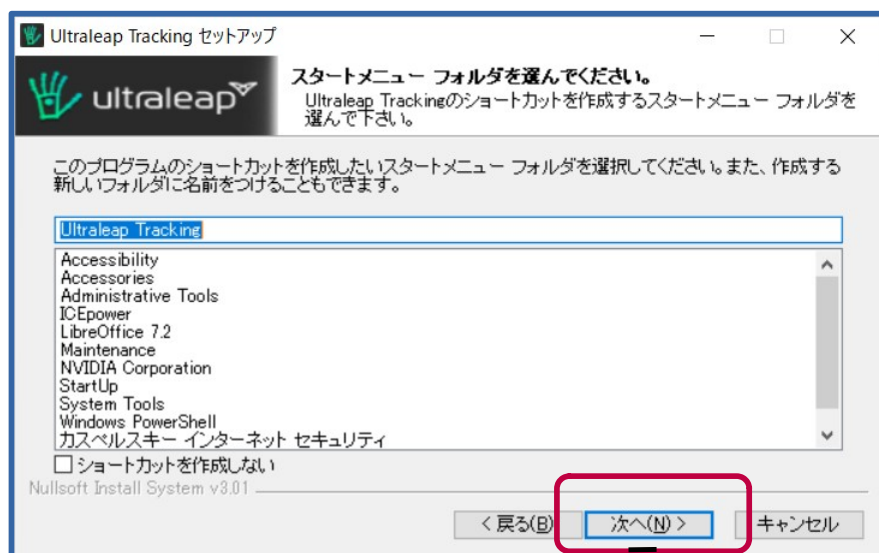 Ultraleap Tracking セットアップ
ultraleap
スタートメニュー フォルダを選んでください。
Ultraleap Trackingのショートカットを作成するスタートメニュー フォルダを
選んで下さい。
このプログラムのショートカットを作成したいスタートメニュー フォルダを選択してください。また、作成する
新しいフォルダに名前をつけることもできます。
Ultraleap Tracking
Accessibility
Accessories
Administrative Tools
ICEpower
LibreOffice 7.2
Maintenance
NVIDIA Corporation
StartUp
System Tools
Windows PowerShell
カスペルスキー インターネット セキュリティ
ショートカットを作成しない
Nullsoft Install System v3.01
< 戻る(B) 次へ(N) > キャンセル